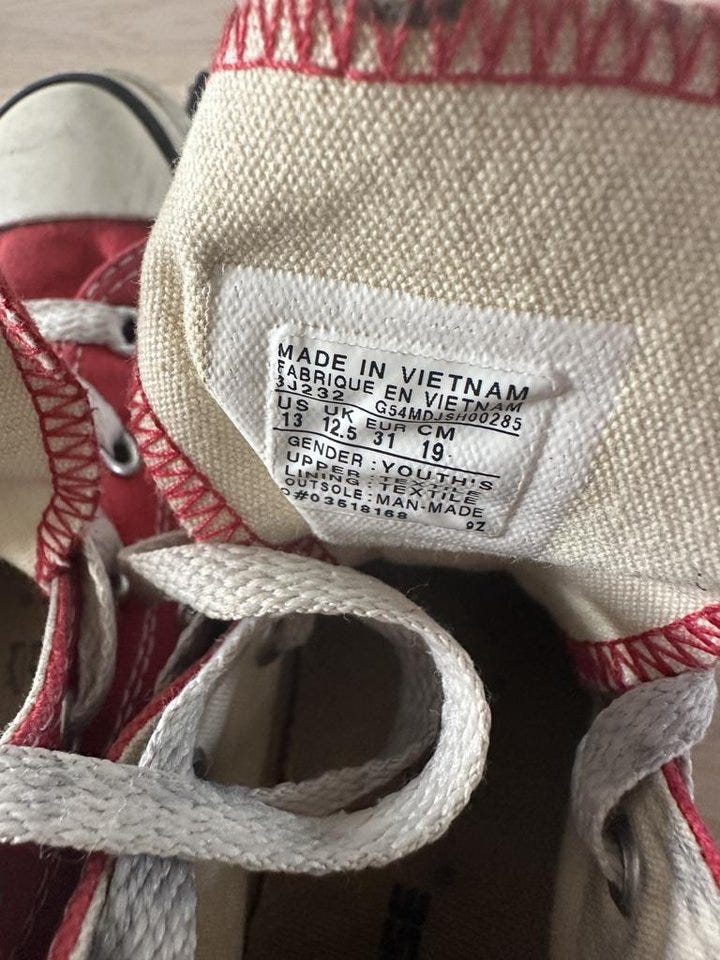 MADE IN VIETNAM
FABRIQUE EN VIETNAM
3J232 G54MDJSH00285
US UK EUR CM
13 12.5 31 19
GENDER : YOUTH'S
UPPER : TEXTILE
LINING : TEXTILE
OUTSOLE : MAN-MADE
O#03518168 9Z